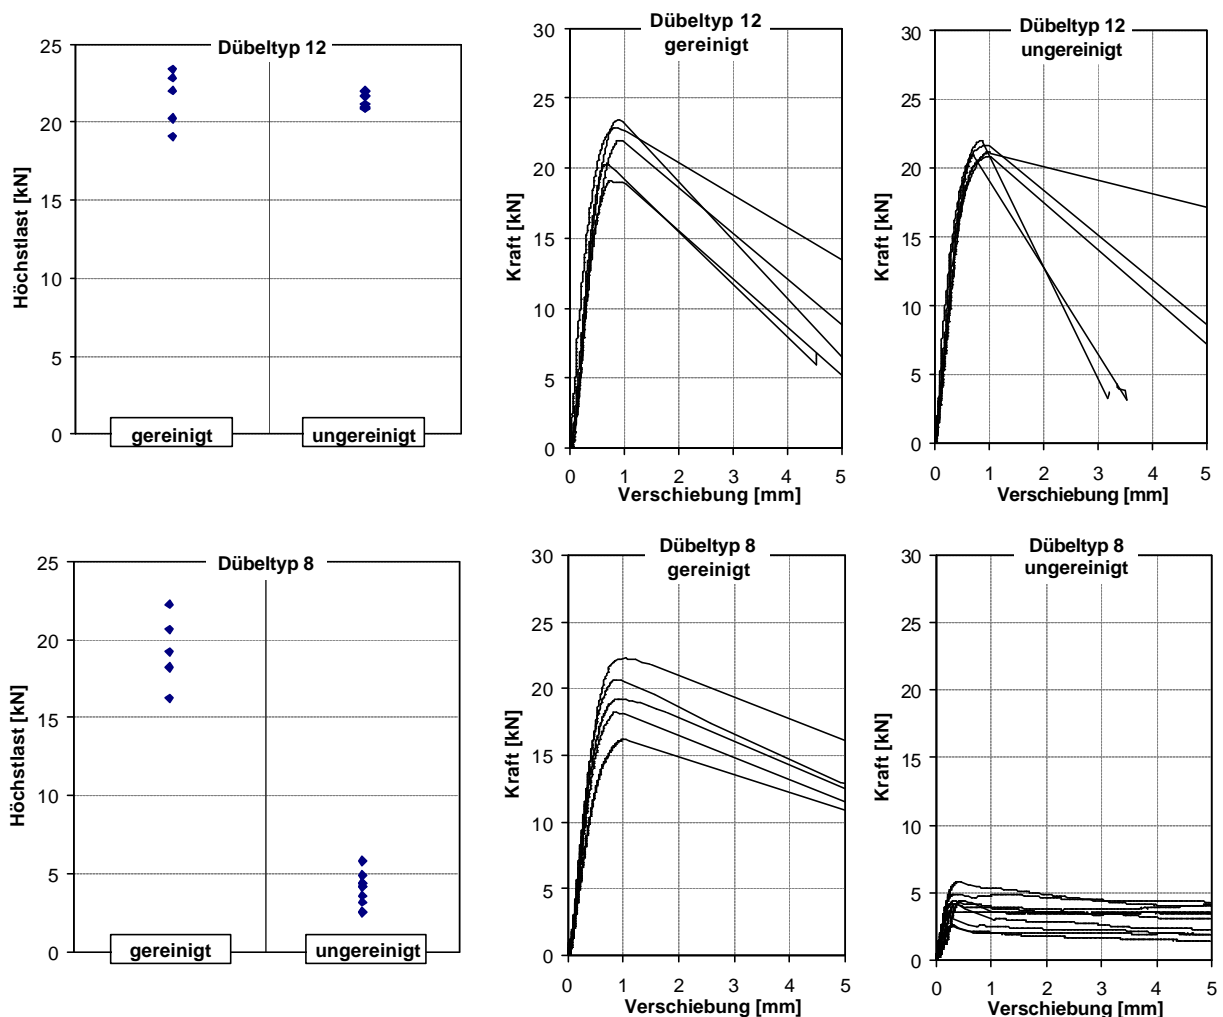 Dübeltyp 12
Höchstlast [kN]
25
20
15
10
5
0
gereinigt
ungereinigt
Dübeltyp 12
gereinigt
Kraft [kN]
30
25
20
15
10
5
0
0 1 2 3 4 5
Verschiebung [mm]
Dübeltyp 12
ungereinigt
Kraft [kN]
30
25
20
15
10
5
0
0 1 2 3 4 5
Verschiebung [mm]
Dübeltyp 8
Höchstlast [kN]
25
20
15
10
5
0
gereinigt
ungereinigt
Dübeltyp 8
gereinigt
Kraft [kN]
30
25
20
15
10
5
0
0 1 2 3 4 5
Verschiebung [mm]
Dübeltyp 8
ungereinigt
Kraft [kN]
30
25
20
15
10
5
0
0 1 2 3 4 5
Verschiebung [mm]